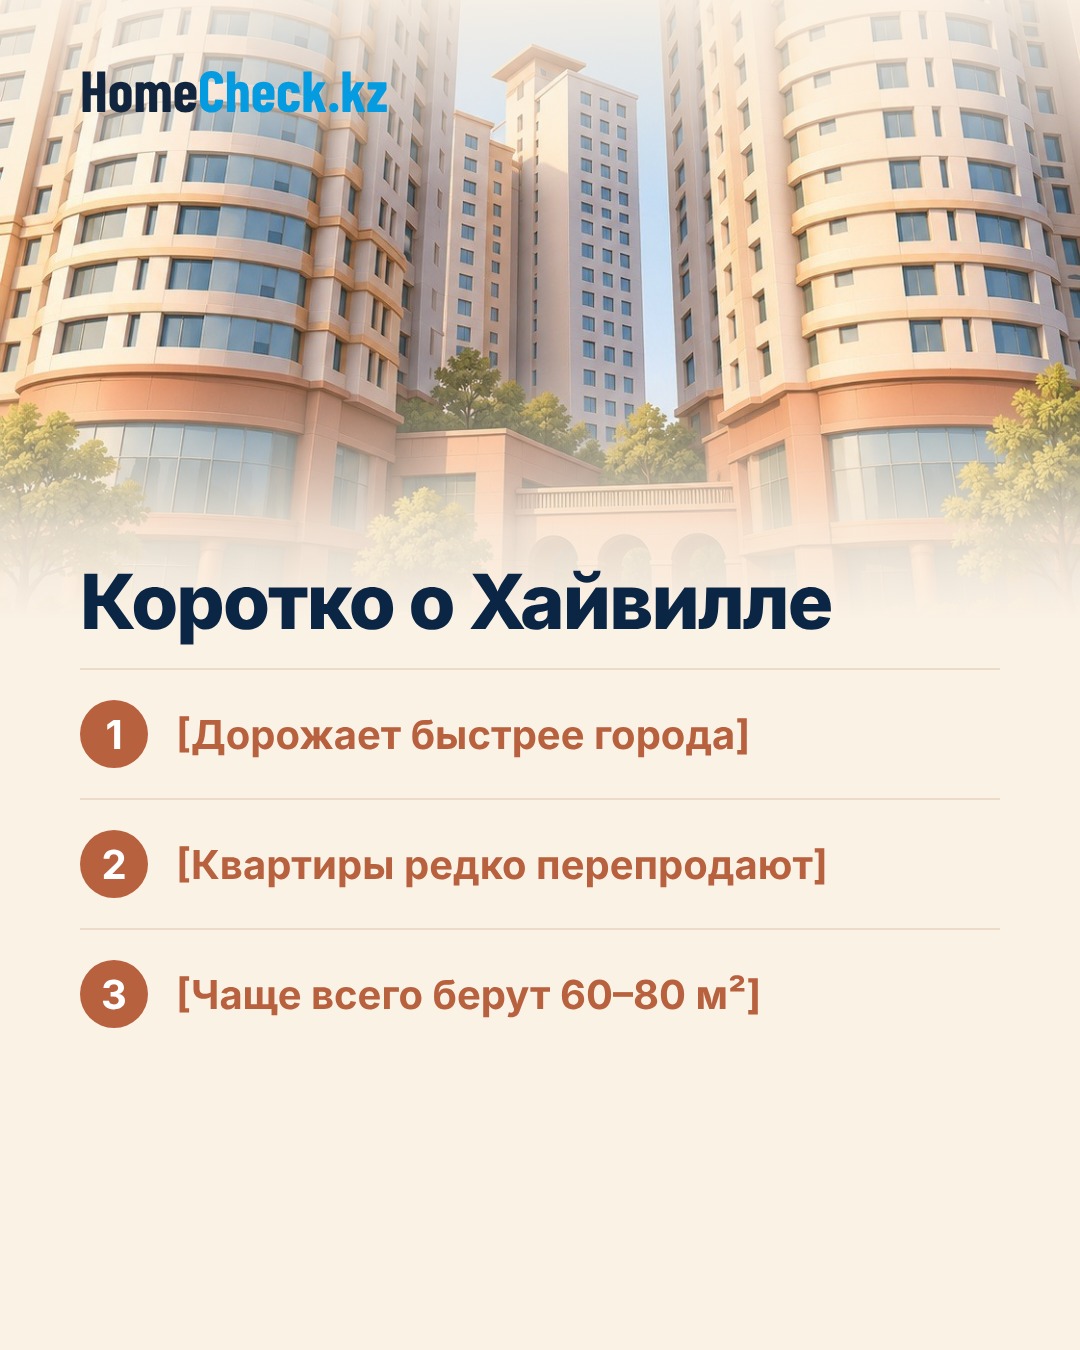 HomeCheck.kz
Коротко о Хайвилле
1 [Дорожает быстрее города]
2 [Квартиры редко перепродают]
3 [Чаще всего берут 60–80 м²]